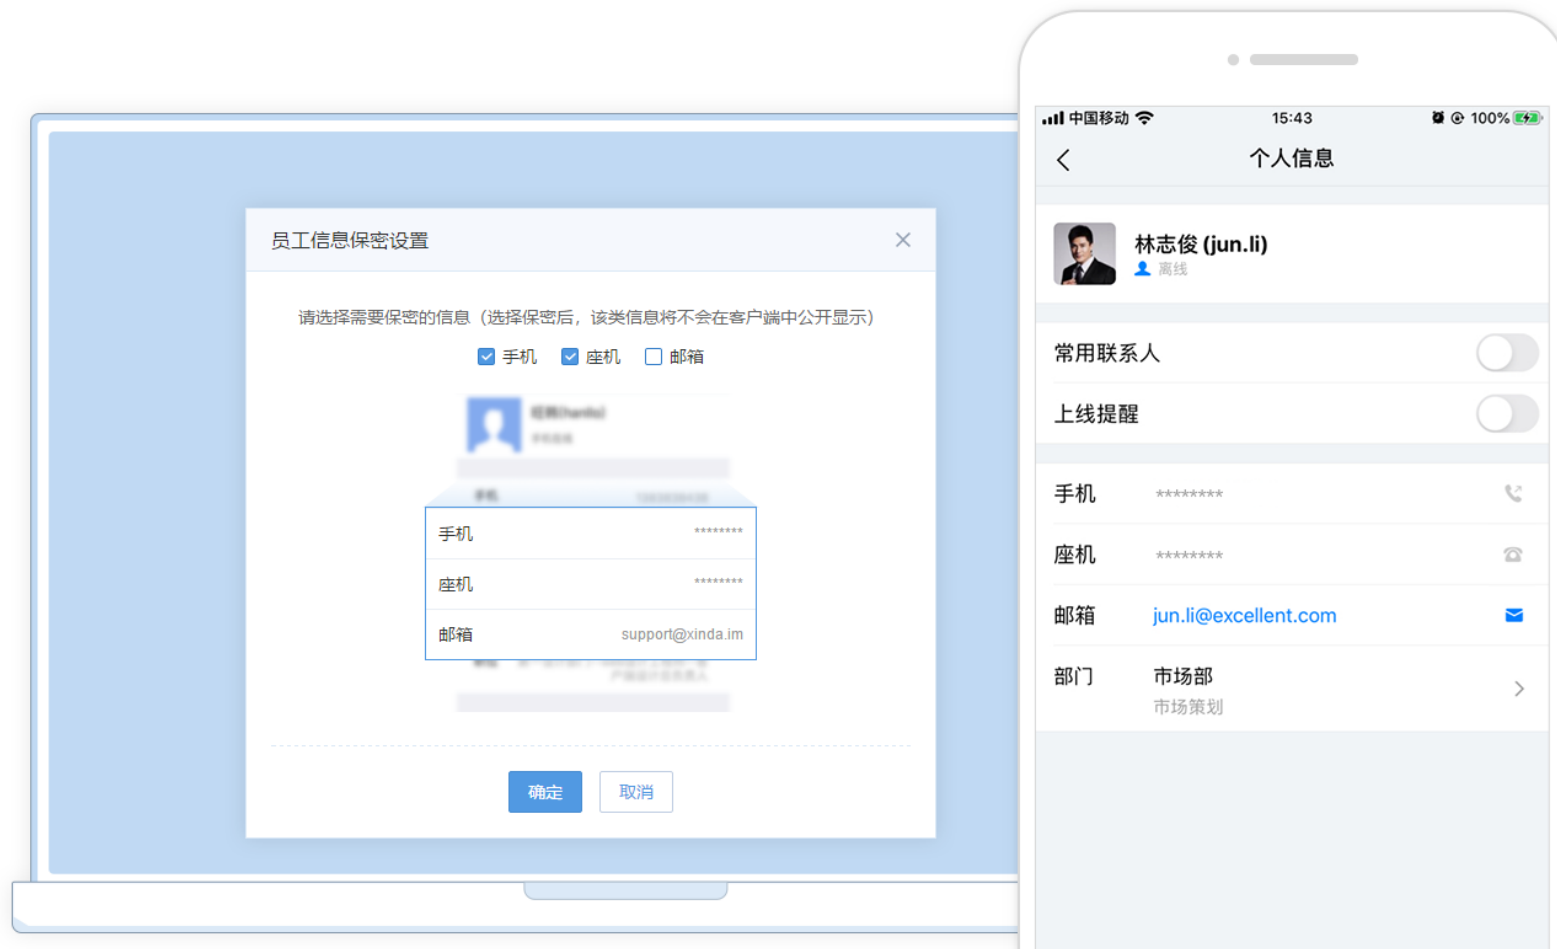 员工信息保密设置
请选择需要保密的信息（选择保密后，该类信息将不会在客户端中公开显示）
手机 座机 邮箱
手机
手机 ********
座机 ********
邮箱 support@xinda.im
确定 取消
中国移动 15:43 100%
个人信息
林志俊 (jun.li)
离线
常用联系人
上线提醒
手机 ********
座机 ********
邮箱 jun.li@excellent.com
部门 市场部
市场策划